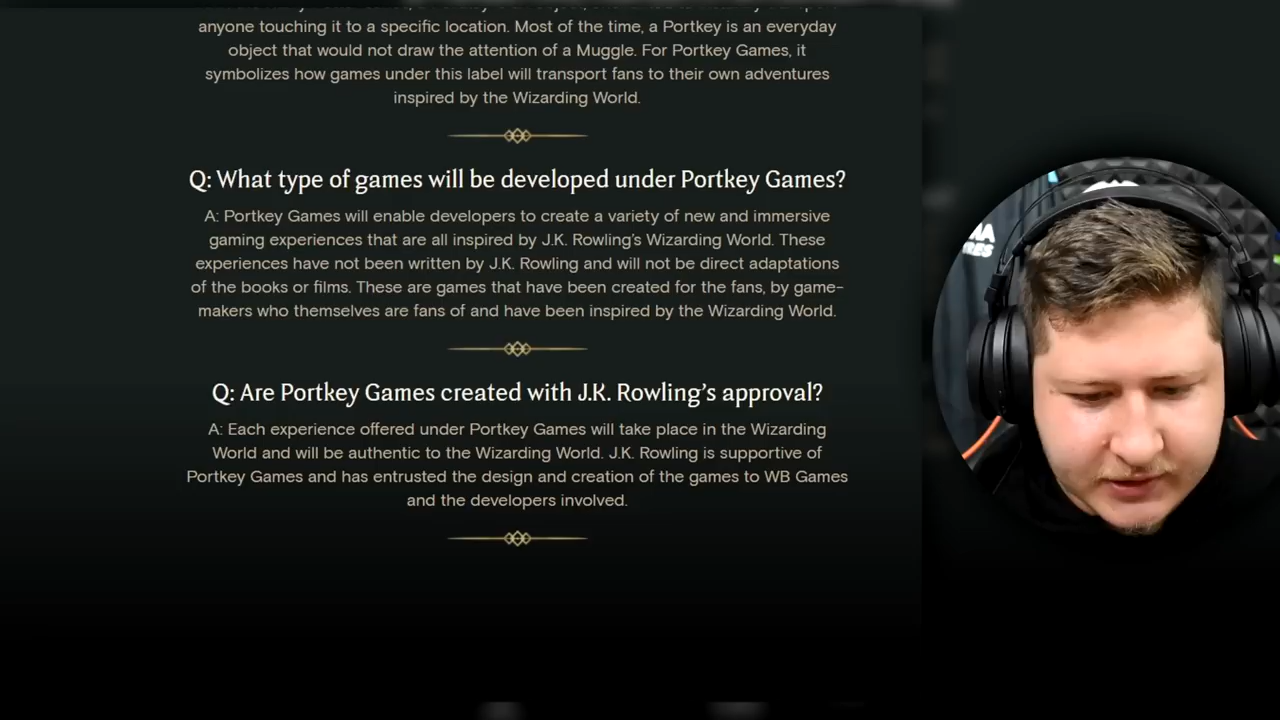 anyone touching it to a specific location. Most of the time, a Portkey is an everyday
object that would not draw the attention of a Muggle. For Portkey Games, it
symbolizes how games under this label will transport fans to their own adventures
inspired by the Wizarding World.
Q: What type of games will be developed under Portkey Games?
A: Portkey Games will enable developers to create a variety of new and immersive
gaming experiences that are all inspired by J.K. Rowling's Wizarding World. These
experiences have not been written by J.K. Rowling and will not be direct adaptations
of the books or films. These are games that have been created for the fans, by game-
makers who themselves are fans of and have been inspired by the Wizarding World.
Q: Are Portkey Games created with J.K. Rowling's approval?
A: Each experience offered under Portkey Games will take place in the Wizarding
World and will be authentic to the Wizarding World. J.K. Rowling is supportive of
Portkey Games and has entrusted the design and creation of the games to WB Games
and the developers involved.